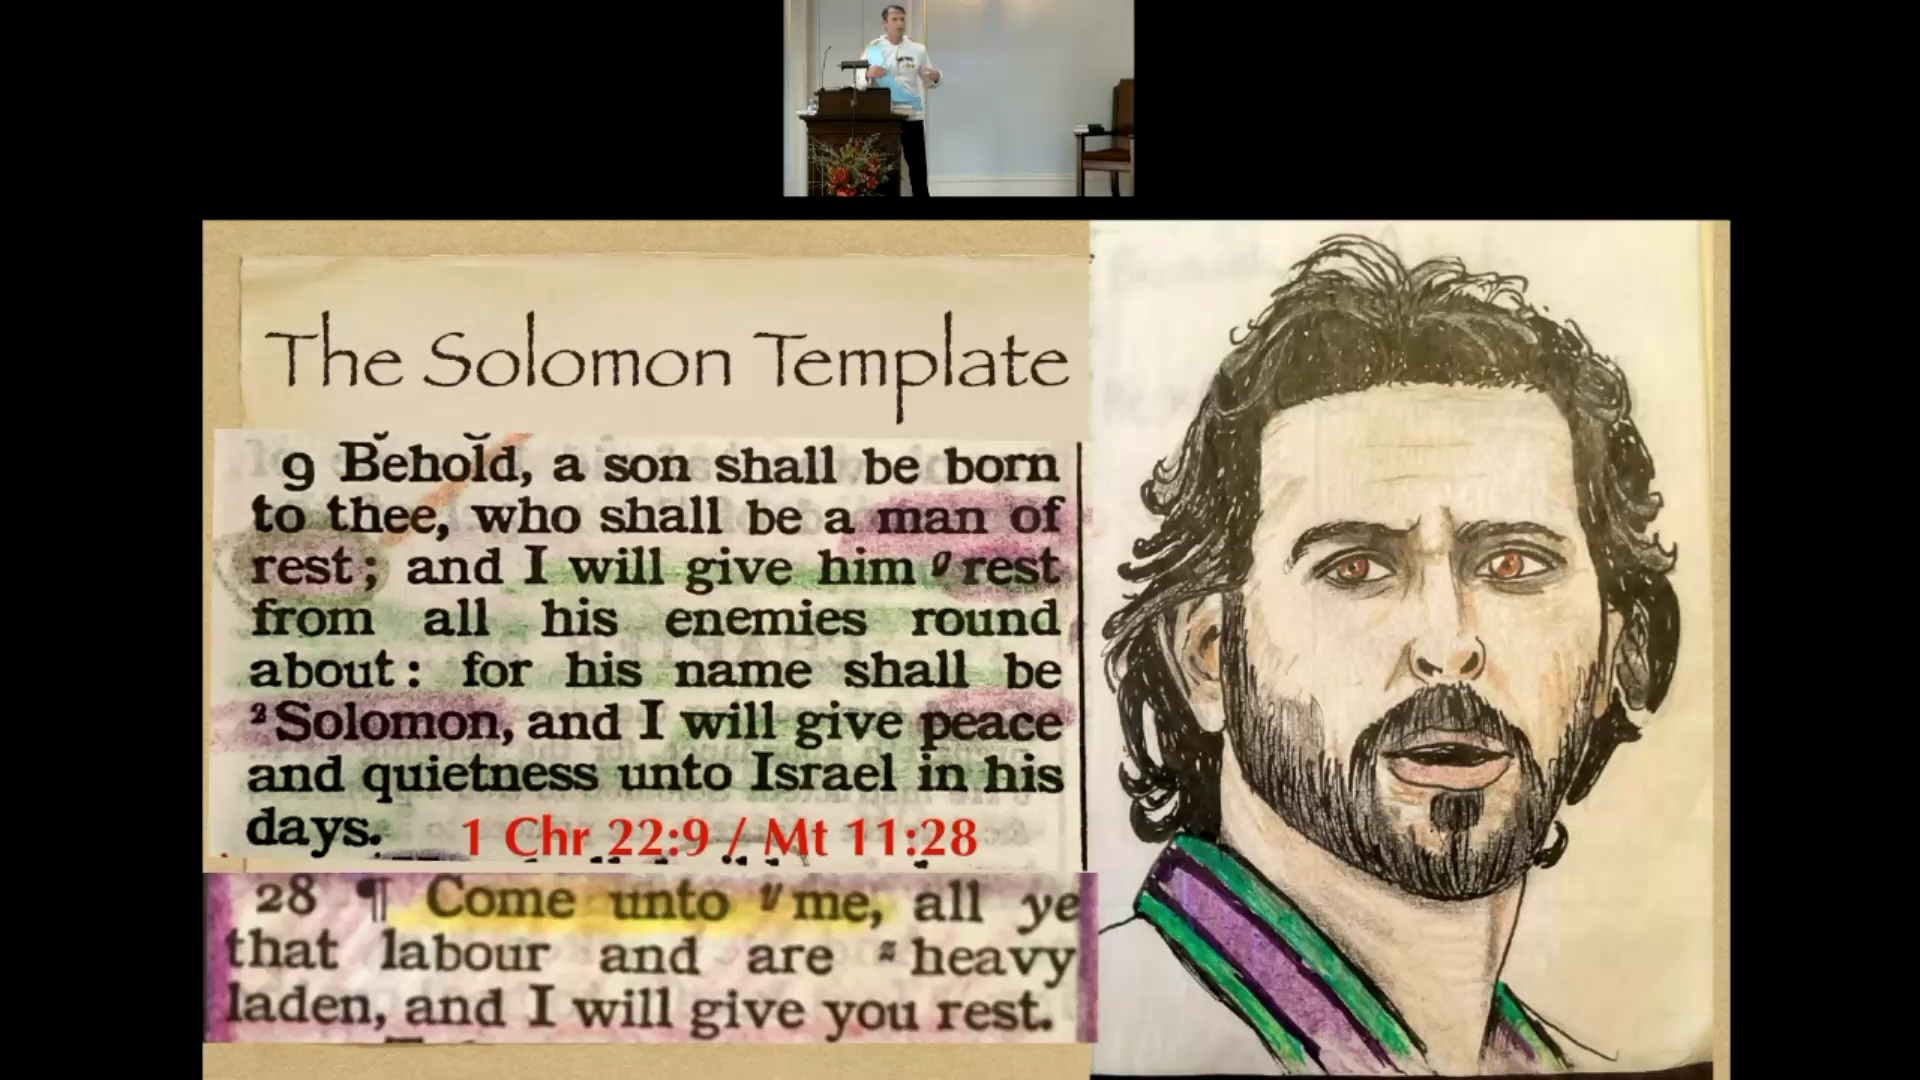 The Solomon Template
9 Behold, a son shall be born
to thee, who shall be a man of
rest; and I will give him g rest
from all his enemies round
about: for his name shall be
2 Solomon, and I will give peace
and quietness unto Israel in his
days.
1 Chr 22:9 / Mt 11:28
28 ¶ Come unto y me, all ye
that labour and are z heavy
laden, and I will give you rest.